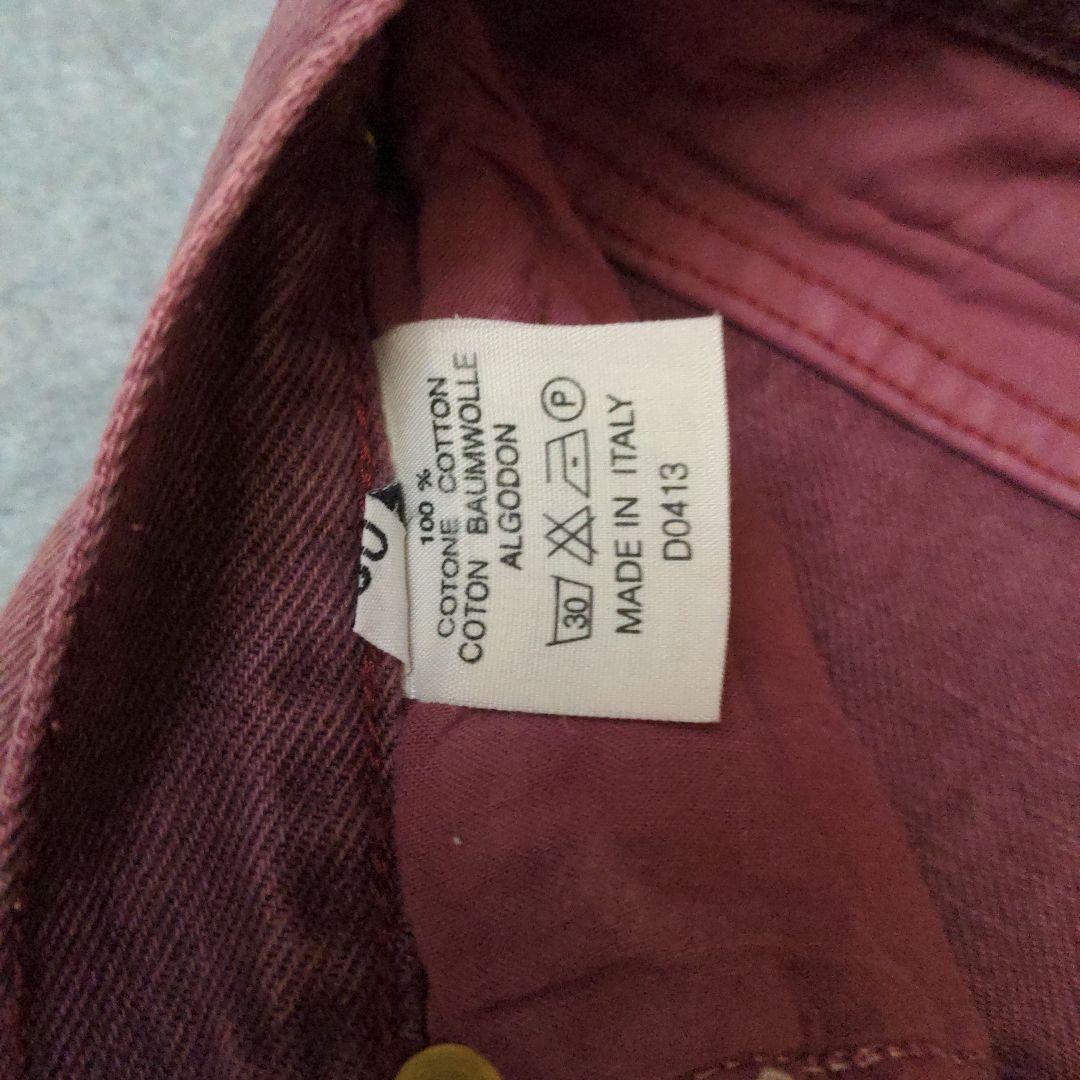 100 %
COTONE COTTON
COTON BAUMWOLLE
ALGODON
30 P
MADE IN ITALY
D0413